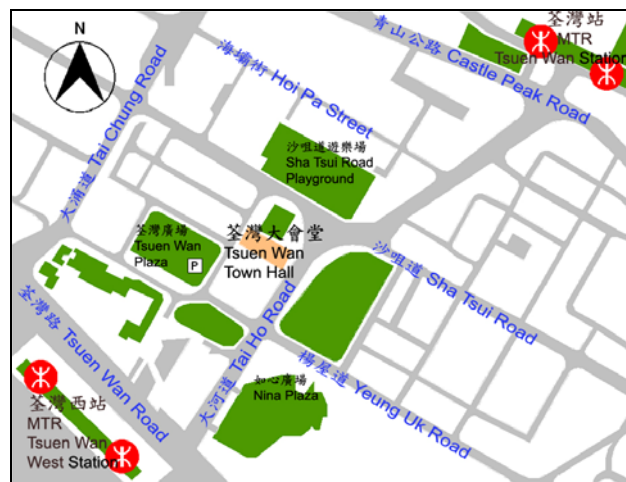 N
荃灣站
MTR
Tsuen Wan Station
青山公路 Castle Peak Road
海壩街 Hoi Pa Street
大涌道 Tai Chung Road
沙咀道遊樂場
Sha Tsui Road
Playground
荃灣廣場
Tsuen Wan
Plaza
P
荃灣大會堂
Tsuen Wan
Town Hall
沙咀道 Sha Tsui Road
荃灣路 Tsuen Wan Road
大河道 Tai Ho Road
楊屋道 Yeung Uk Road
如心廣場
Nina Plaza
荃灣西站
MTR
Tsuen Wan
West Station